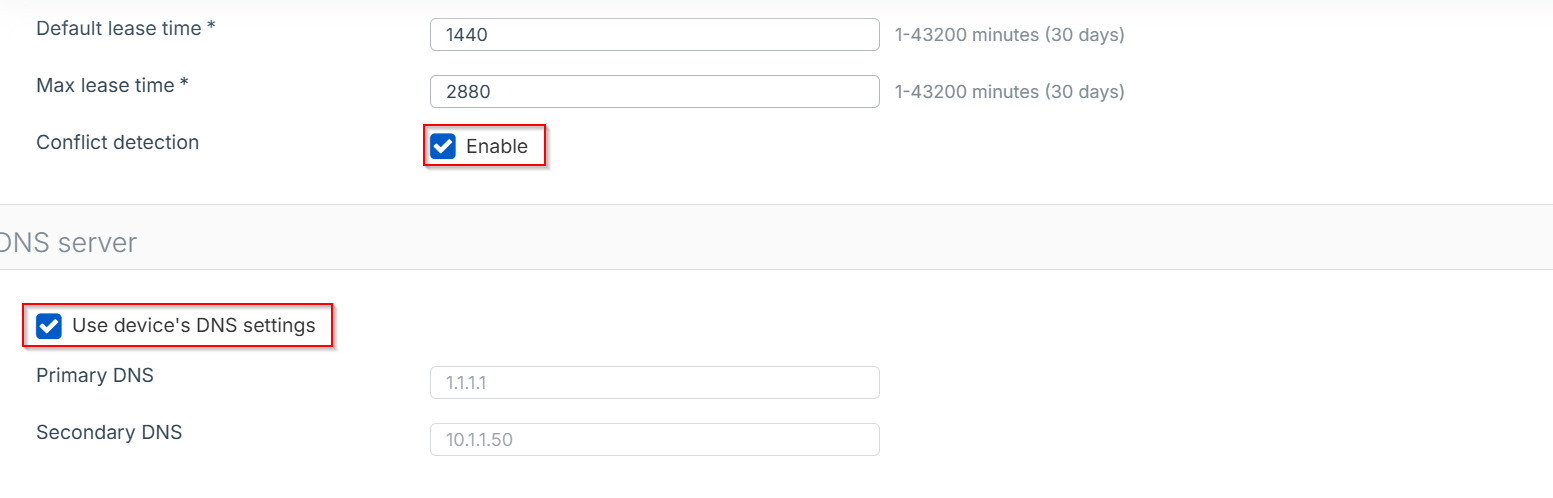 Default lease time *
1440
1-43200 minutes (30 days)
Max lease time *
2880
1-43200 minutes (30 days)
Conflict detection
Enable
DNS server
Use device's DNS settings
Primary DNS
1.1.1.1
Secondary DNS
10.1.1.50